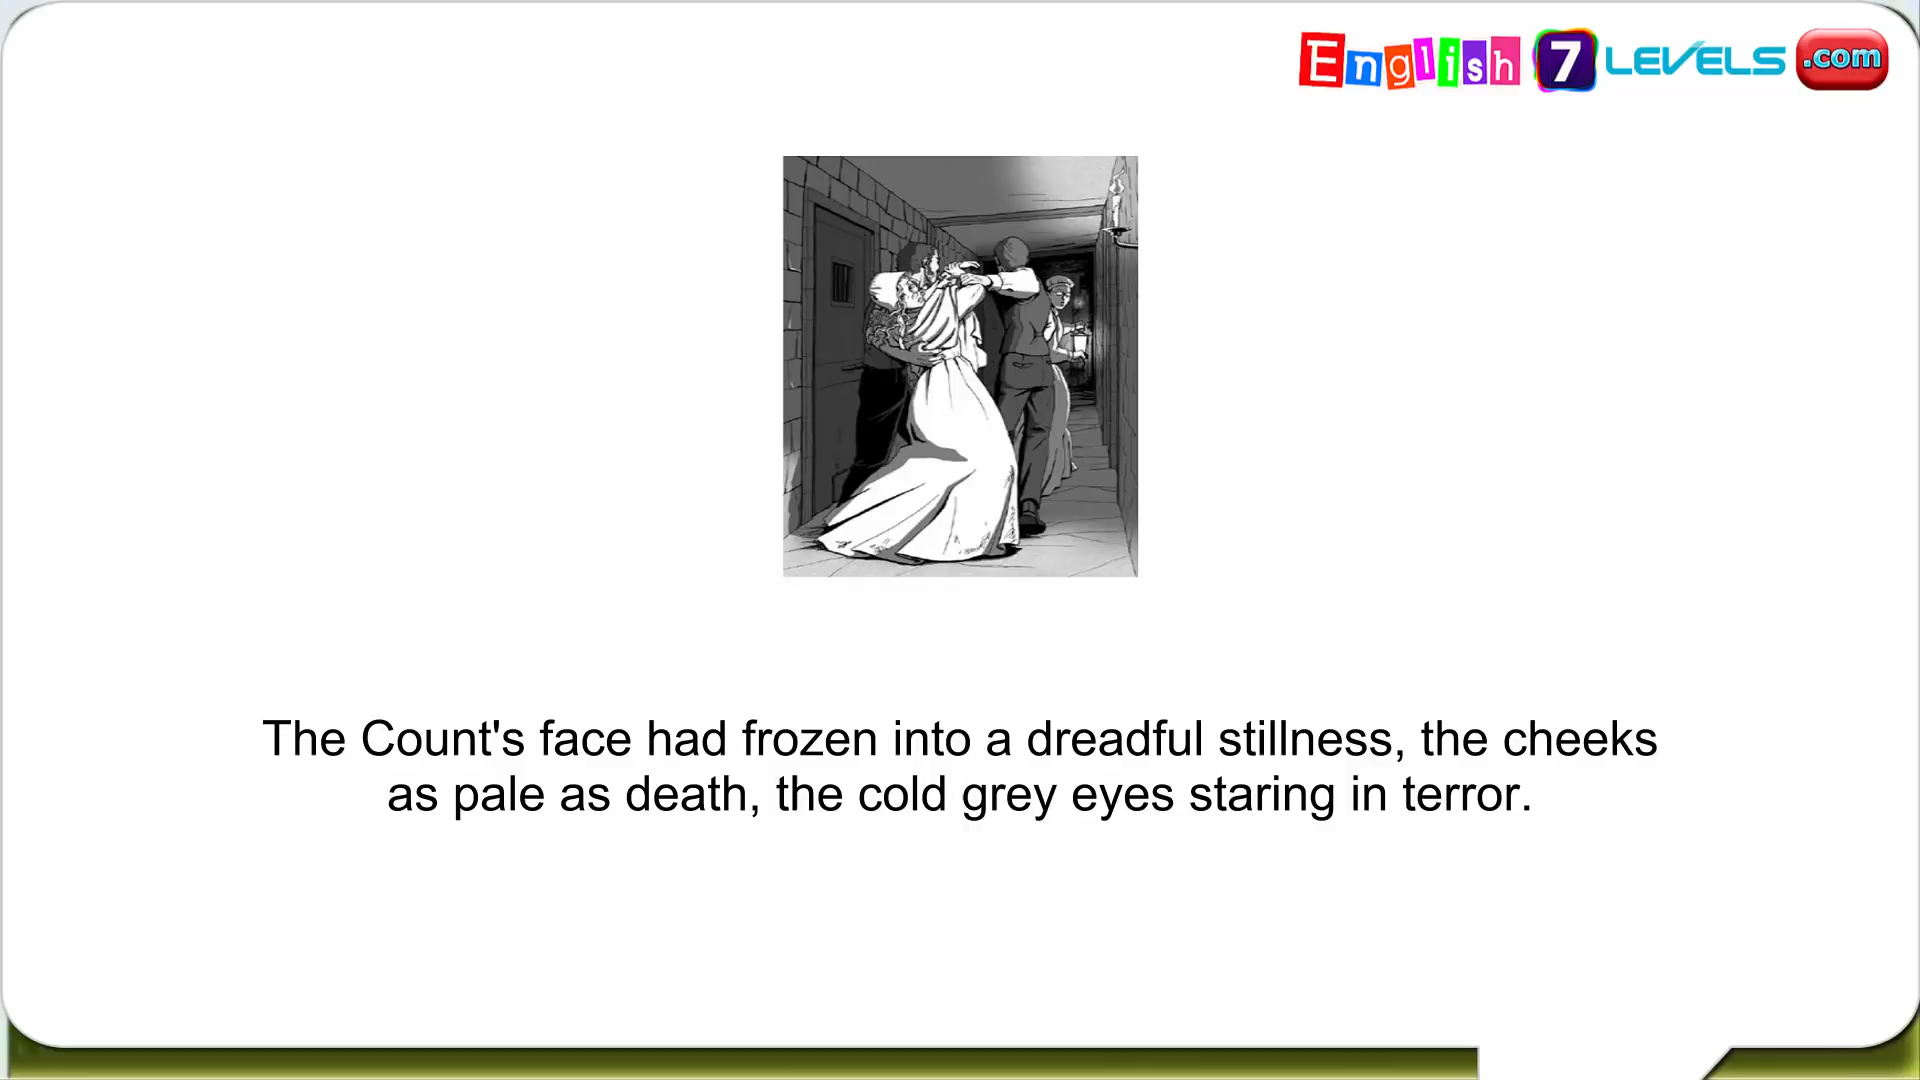 English 7 LEVELS .com
The Count's face had frozen into a dreadful stillness, the cheeks
as pale as death, the cold grey eyes staring in terror.